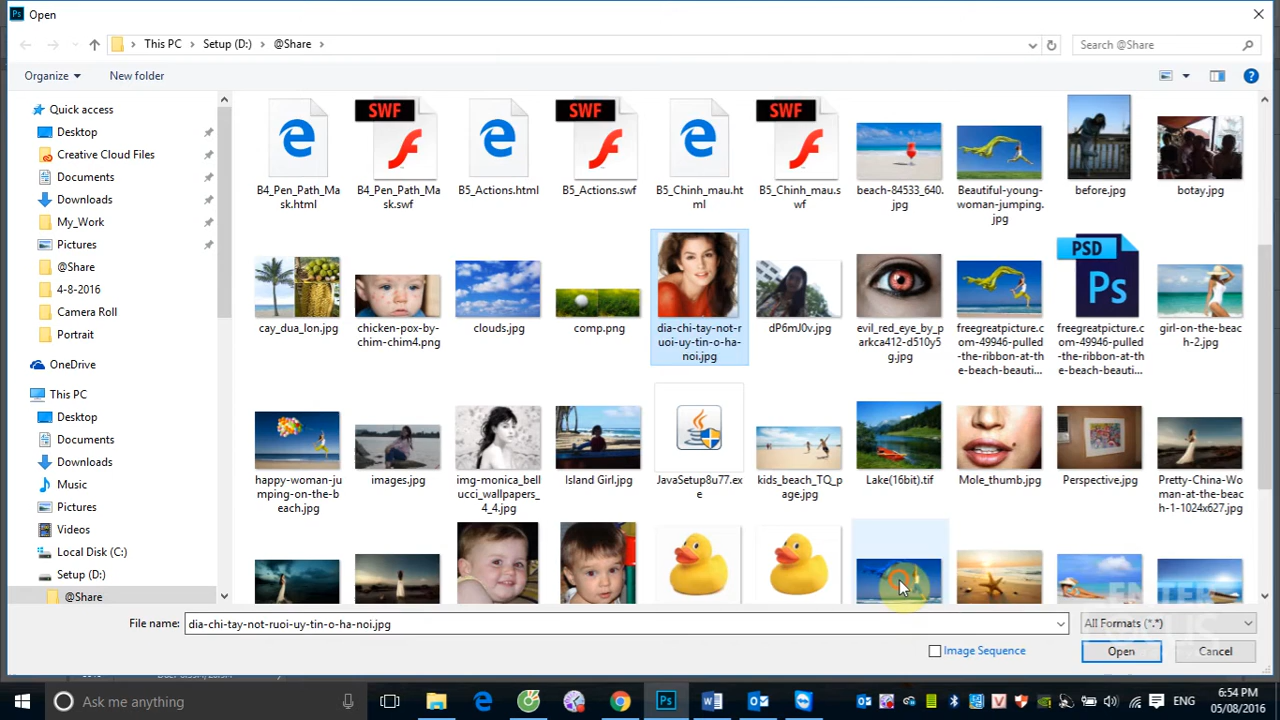 Open
This PC
Setup (D:)
@Share
Search @Share
Organize
New folder
Quick access
Desktop
Creative Cloud Files
Documents
Downloads
My_Work
Pictures
@Share
4-8-2016
Camera Roll
Portrait
OneDrive
This PC
Desktop
Documents
Downloads
Music
Pictures
Videos
Local Disk (C:)
Setup (D:)
@Share
SWF
SWF
SWF
B4_Pen_Path_Ma
sk.html
B4_Pen_Path_Ma
sk.swf
B5_Actions.html
B5_Actions.swf
B5_Chinh_mau.ht
ml
B5_Chinh_mau.s
wf
beach-84533_640.
jpg
Beautiful-young-
woman-jumping.
jpg
before.jpg
botay.jpg
PSD
Ps
cay_dua_lon.jpg
chicken-pox-by-
chim-chim4.png
clouds.jpg
comp.png
dia-chi-tay-not-r
uoi-uy-tin-o-ha-
noi.jpg
dP6mJ0v.jpg
evil_red_eye_by_p
arkca412-d510y5
g.jpg
freegreatpicture.c
om-49946-pulled
-the-ribbon-at-th
e-beach-beauti...
freegreatpicture.c
om-49946-pulled
-the-ribbon-at-th
e-beach-beauti...
girl-on-the-beac
h-2.jpg
happy-woman-ju
mping-on-the-b
each.jpg
images.jpg
img-monica_bell
ucci_wallpapers_
4_4.jpg
Island Girl.jpg
JavaSetup8u77.ex
e
kids_beach_TQ_p
age.jpg
Lake(16bit).tif
Mole_thumb.jpg
Perspective.jpg
Pretty-China-Wo
man-at-the-beac
h-1-1024x627.jpg
File name:
dia-chi-tay-not-ruoi-uy-tin-o-ha-noi.jpg
All Formats (*.*)
Image Sequence
Open
Cancel
Ask me anything
ENG
6:54 PM
05/08/2016